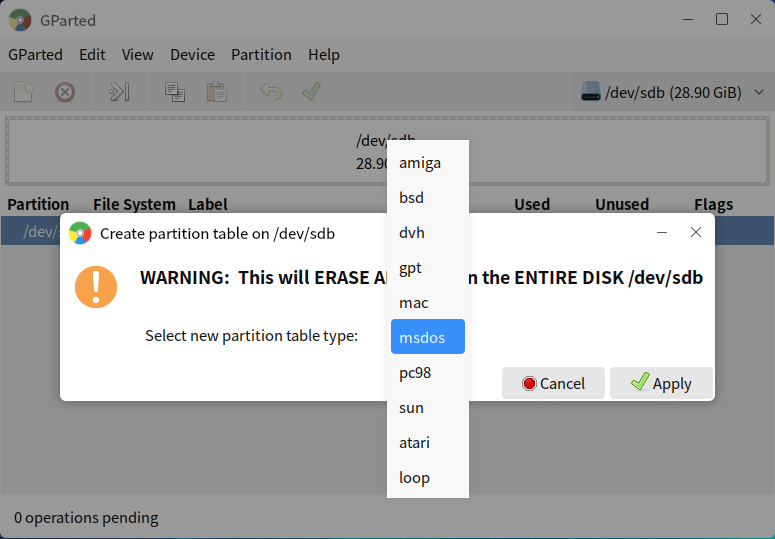 GParted
GParted Edit View Device Partition Help
/dev/sdb (28.90 GiB)
/dev/sdb
28.90
Partition File System Label Used Unused Flags
/dev/s
Create partition table on /dev/sdb
WARNING: This will ERASE A n the ENTIRE DISK /dev/sdb
Select new partition table type:
amiga
bsd
dvh
gpt
mac
msdos
pc98
sun
atari
loop
Cancel Apply
0 operations pending